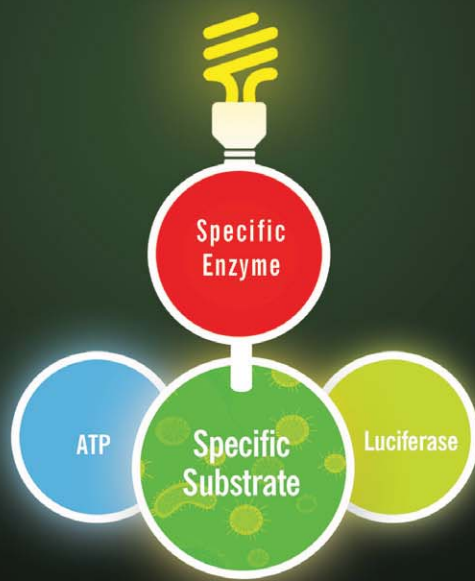 Specific
Enzyme
ATP
Specific
Substrate
Luciferase